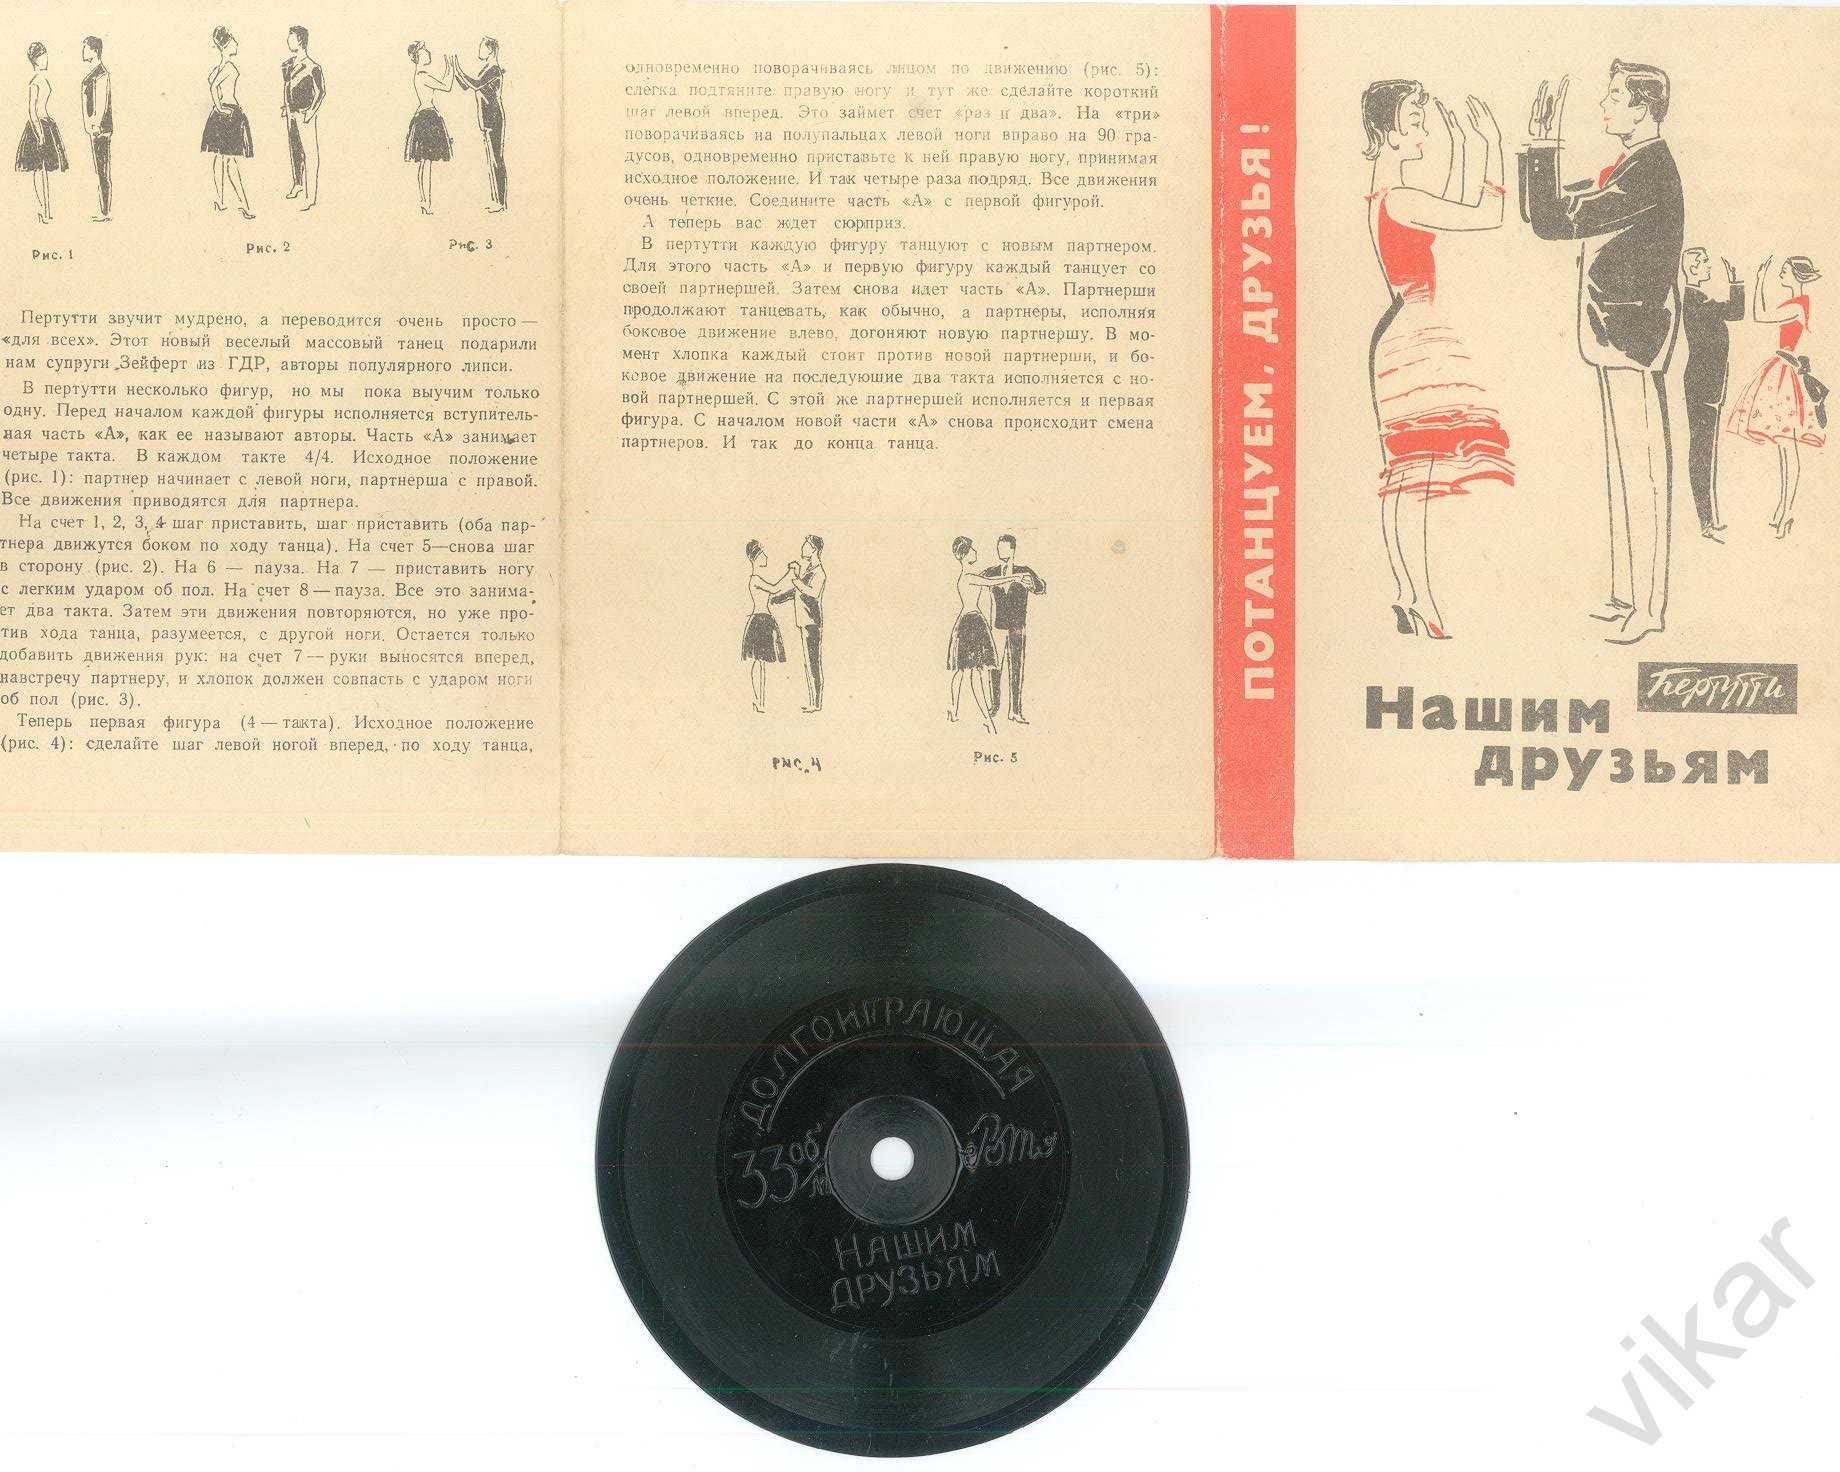 Рис. 1
Рис. 2
Рис. 3
Пертутти звучит мудрено, а переводится очень просто —
«для всех». Этот новый веселый массовый танец подарили
нам супруги Зейферт из ГДР, авторы популярного липси.
В пертутти несколько фигур, но мы пока выучим только
одну. Перед началом каждой фигуры исполняется вступитель-
ная часть «А», как ее называют авторы. Часть «А» занимает
четыре такта. В каждом такте 4/4. Исходное положение
(рис. 1): партнер начинает с левой ноги, партнерша с правой.
Все движения приводятся для партнера.
На счет 1, 2, 3, 4 шаг приставить, шаг приставить (оба пар-
тнера движутся боком по ходу танца). На счет 5—снова шаг
в сторону (рис. 2). На 6 — пауза. На 7 — приставить ногу
с легким ударом об пол. На счет 8 — пауза. Все это занима-
ет два такта. Затем эти движения повторяются, но уже про-
тив хода танца, разумеется, с другой ноги. Остается только
добавить движения рук: на счет 7 — руки выносятся вперед,
навстречу партнеру, и хлопок должен совпасть с ударом ноги
об пол (рис. 3).
Теперь первая фигура (4 — такта). Исходное положение
(рис. 4): сделайте шаг левой ногой вперед, по ходу танца,
одновременно поворачиваясь лицом по движению (рис. 5):
слегка подтяните правую ногу и тут же сделайте короткий
шаг левой вперед. Это займет счет «раз и два». На «три»
поворачиваясь на полупальцах левой ноги вправо на 90 гра-
дусов, одновременно приставьте к ней правую ногу, принимая
исходное положение. И так четыре раза подряд. Все движения
очень четкие. Соедините часть «А» с первой фигурой.
А теперь вас ждет сюрприз.
В пертутти каждую фигуру танцуют с новым партнером.
Для этого часть «А» и первую фигуру каждый танцует со
своей партнершей. Затем снова идет часть «А». Партнерши
продолжают танцевать, как обычно, а партнеры, исполняя
боковое движение влево, догоняют новую партнершу. В мо-
мент хлопка каждый стоит против новой партнерши, и бо-
ковое движение на последующие два такта исполняется с но-
вой партнершей. С этой же партнершей исполняется и первая
фигура. С началом новой части «А» снова происходит смена
партнеров. И так до конца танца.
Рис. 4
Рис. 5
ПОТАНЦУЕМ, ДРУЗЬЯ!
Пертутти
Нашим
друзьям
ДОЛГОИГРАЮЩАЯ
33 об/м
НАШИМ
ДРУЗЬЯМ
vikar